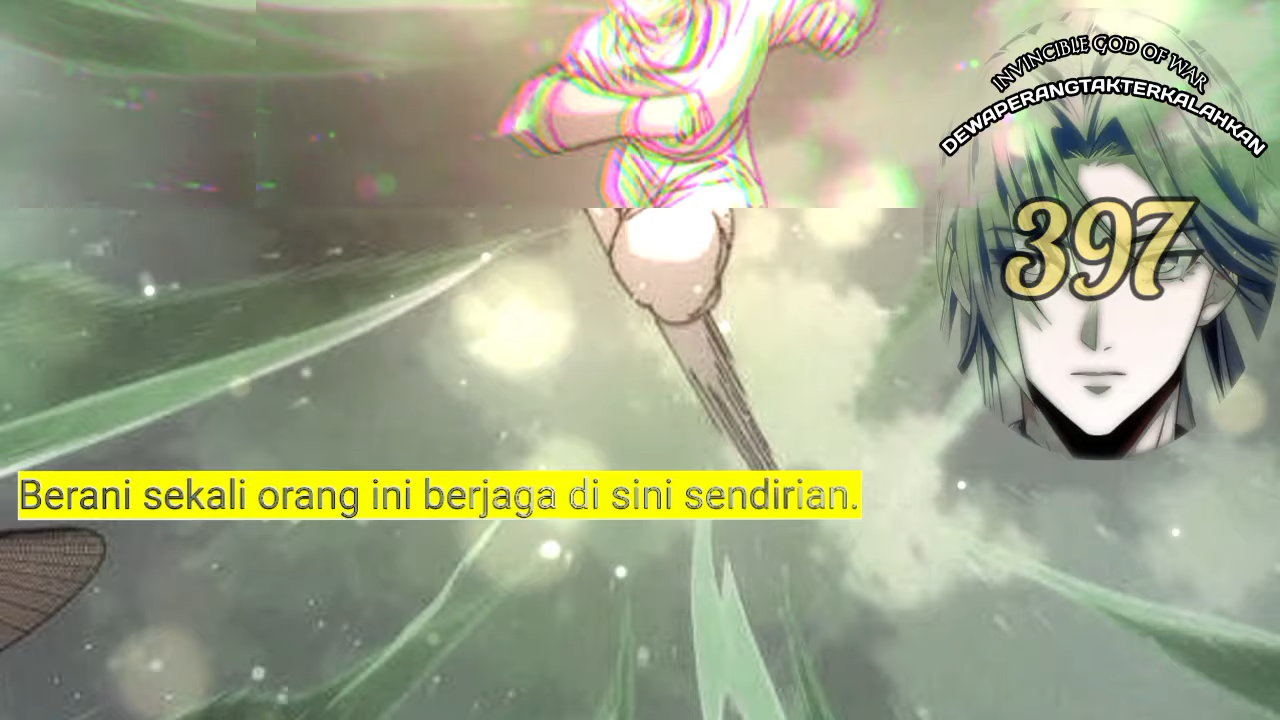 INVINCIBLE GOD OF WAR
DEWAPERANGTAKTERKALAHKAN
397
Berani sekali orang ini berjaga di sini sendirian.